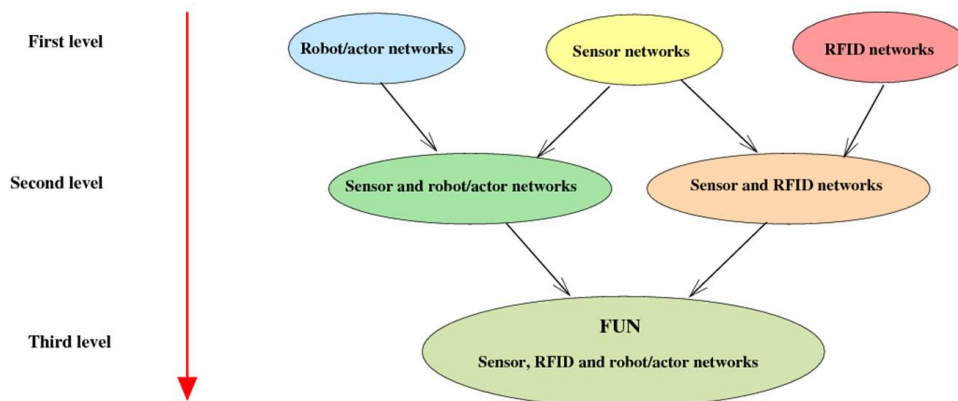 First level
Robot/actor networks
Sensor networks
RFID networks
Second level
Sensor and robot/actor networks
Sensor and RFID networks
Third level
FUN
Sensor, RFID and robot/actor networks